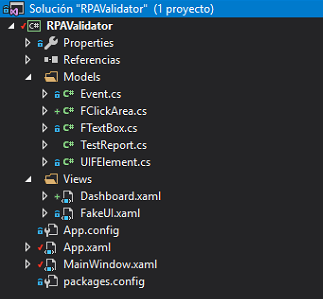 Solución "RPAValidator" (1 proyecto)
C# RPAValidator
Properties
Referencias
Models
C# Event.cs
C# FClickArea.cs
C# FTextBox.cs
C# TestReport.cs
C# UIFElement.cs
Views
Dashboard.xaml
FakeUI.xaml
App.config
App.xaml
MainWindow.xaml
packages.config